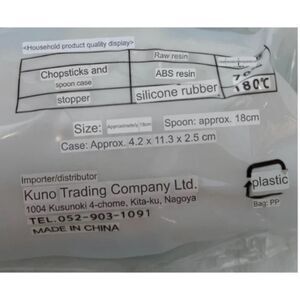 <Household product quality display>
Raw resin
Chopsticks and
spoon case
ABS resin
stopper
silicone rubber
180℃
Size:
Approximately 18cm
Spoon: approx. 18cm
Case: Approx. 4.2 x 11.3 x 2.5 cm
Importer/distributor
Kuno Trading Company Ltd.
1004 Kusunoki 4-chome, Kita-ku, Nagoya
TEL.052-903-1091
MADE IN CHINA
plastic
Bag: PP